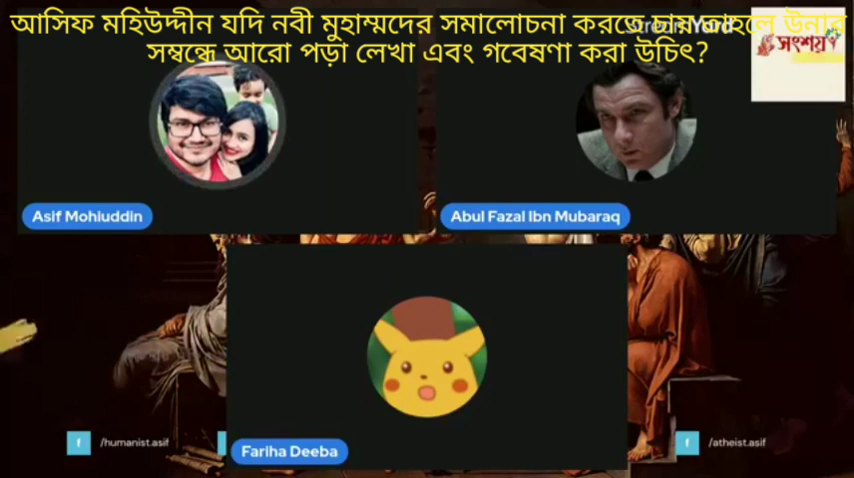 আসিফ মহিউদ্দীন যদি নবী মুহাম্মদের সমালোচনা করতে চায় তাহলে উনার
সম্বন্ধে আরো পড়া লেখা এবং গবেষণা করা উচিৎ?
সংশয়
Asif Mohiuddin
Abul Fazal Ibn Mubaraq
/humanist.asif
/atheist.asif
Fariha Deeba